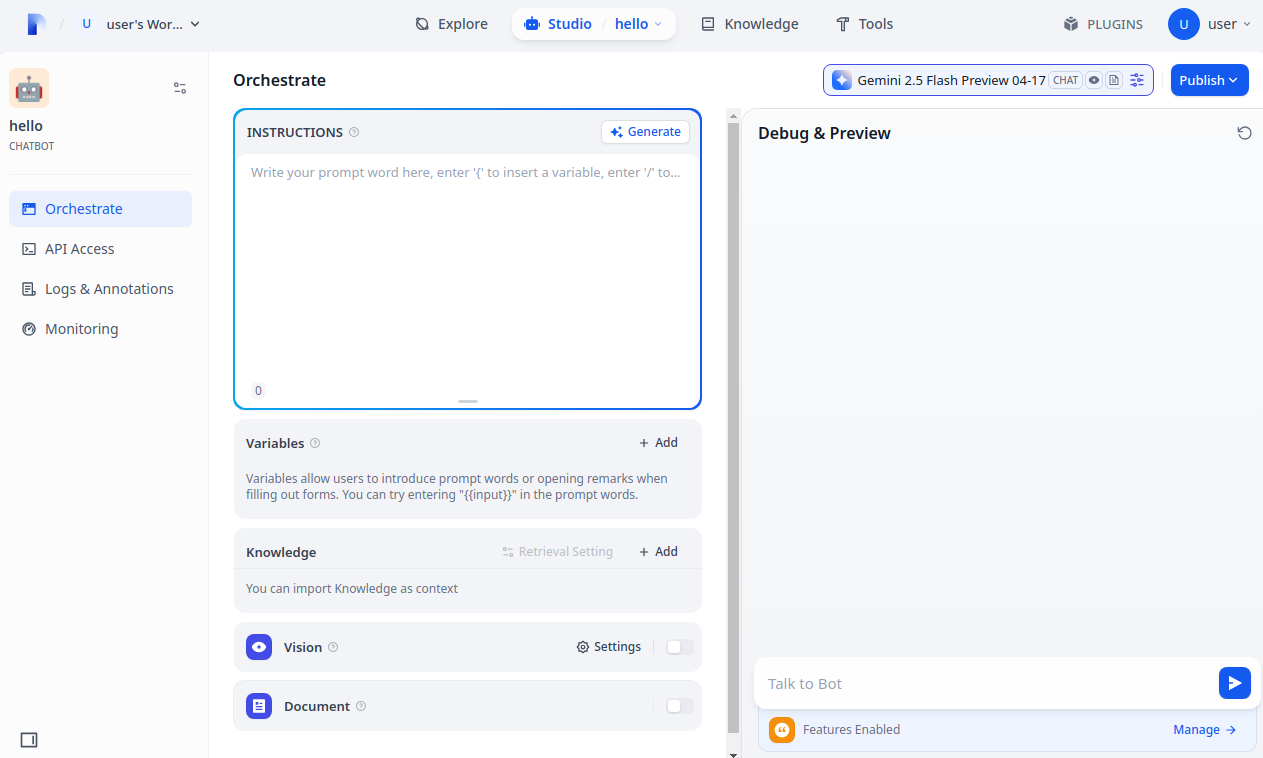 U user's Wor...
Explore
Studio / hello
Knowledge
Tools
PLUGINS
U user
hello
CHATBOT
Orchestrate
API Access
Logs & Annotations
Monitoring
Orchestrate
Gemini 2.5 Flash Preview 04-17 CHAT
Publish
INSTRUCTIONS
Generate
Write your prompt word here, enter '{' to insert a variable, enter '/' to...
0
Variables
+ Add
Variables allow users to introduce prompt words or opening remarks when
filling out forms. You can try entering "{{input}}" in the prompt words.
Knowledge
Retrieval Setting
+ Add
You can import Knowledge as context
Vision
Settings
Document
Debug & Preview
Talk to Bot
Features Enabled
Manage →